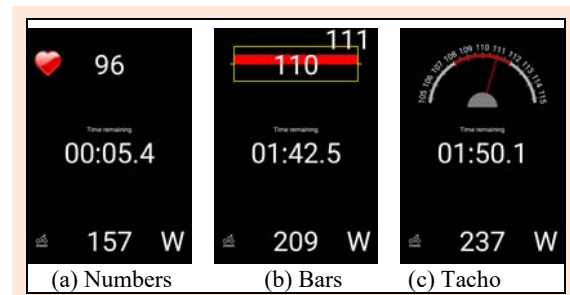 96
Time remaining
00:05.4
157 W
(a) Numbers
111
110
Time remaining
01:42.5
209 W
(b) Bars
105 106 107 108 109 110 111 112 113 114 115
Time remaining
01:50.1
237 W
(c) Tacho